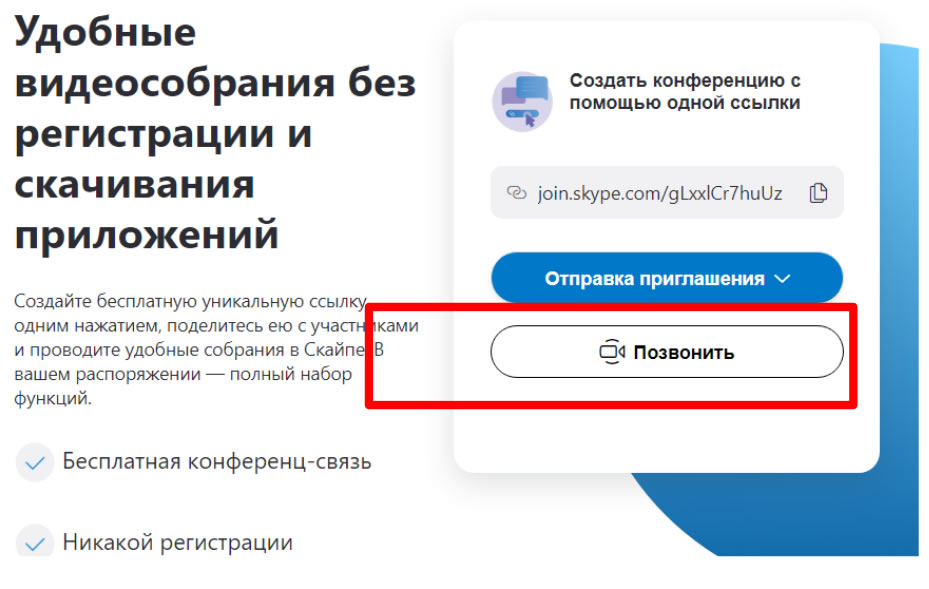 Удобные
видеособрания без
регистрации и
скачивания
приложений
Создайте бесплатную уникальную ссылку
одним нажатием, поделитесь ею с участниками
и проводите удобные собрания в Скайпе. В
вашем распоряжении — полный набор
функций.
Бесплатная конференц-связь
Никакой регистрации
Создать конференцию с
помощью одной ссылки
join.skype.com/gLxxlCr7huUz
Отправка приглашения
Позвонить